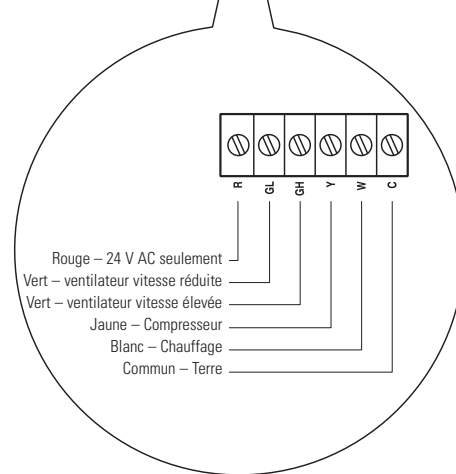 R GL GH Y W C
Rouge – 24 V AC seulement
Vert – ventilateur vitesse réduite
Vert – ventilateur vitesse élevée
Jaune – Compresseur
Blanc – Chauffage
Commun – Terre